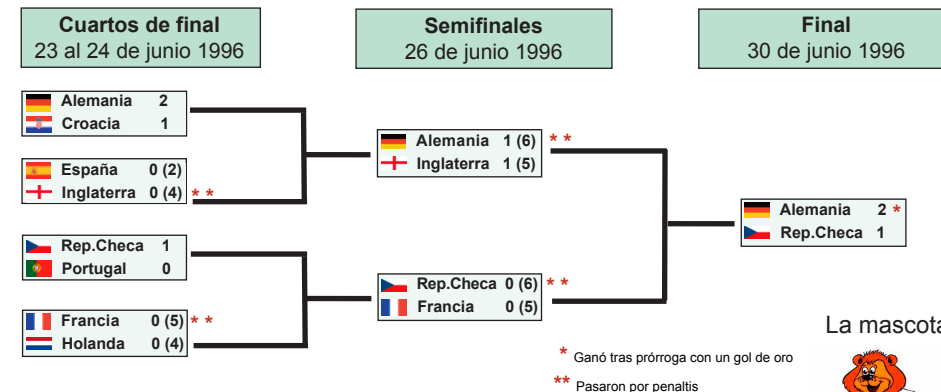 Cuartos de final
23 al 24 de junio 1996
Semifinales
26 de junio 1996
Final
30 de junio 1996
Alemania 2
Croacia 1
España 0 (2)
Inglaterra 0 (4) * *
Rep.Checa 1
Portugal 0
Francia 0 (5) * *
Holanda 0 (4)
Alemania 1 (6) * *
Inglaterra 1 (5)
Rep.Checa 0 (6) * *
Francia 0 (5)
Alemania 2 *
Rep.Checa 1
* Ganó tras prórroga con un gol de oro
** Pasaron por penaltis
La mascota